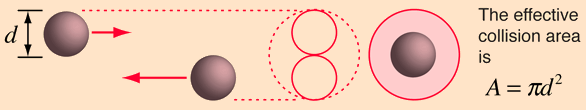 d
The effective
collision area
is
A = πd²